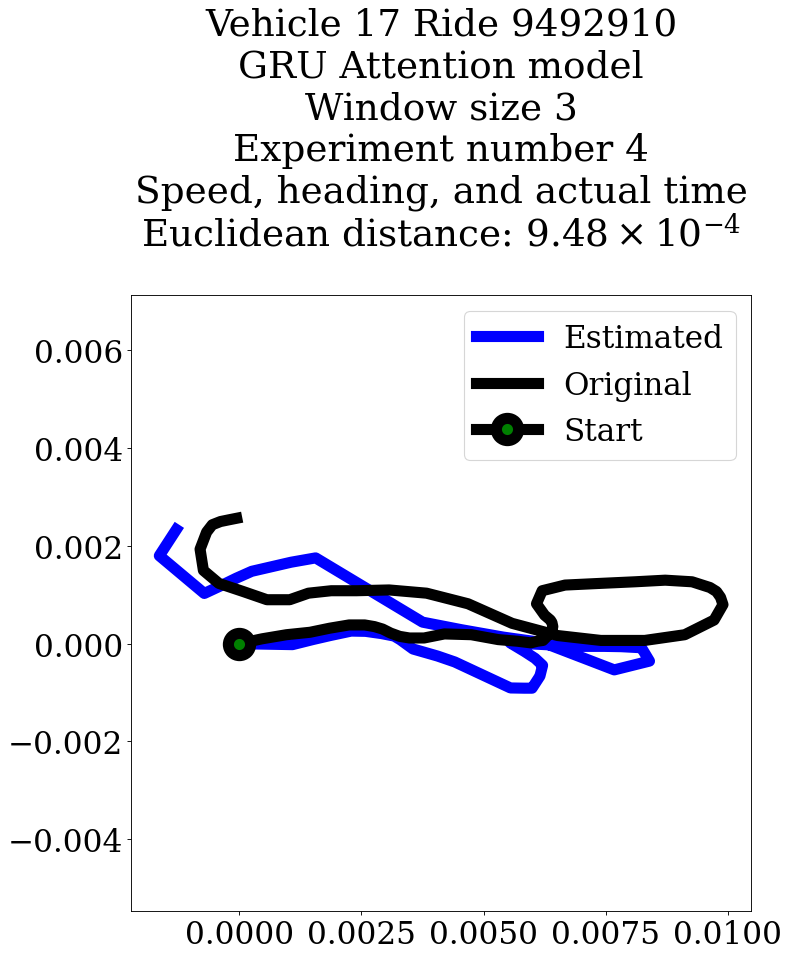 Vehicle 17 Ride 9492910
GRU Attention model
Window size 3
Experiment number 4
Speed, heading, and actual time
Euclidean distance: 9.48 × 10⁻⁴
Estimated
Original
Start
0.006
0.004
0.002
0.000
−0.002
−0.004
0.0000 0.0025 0.0050 0.0075 0.0100